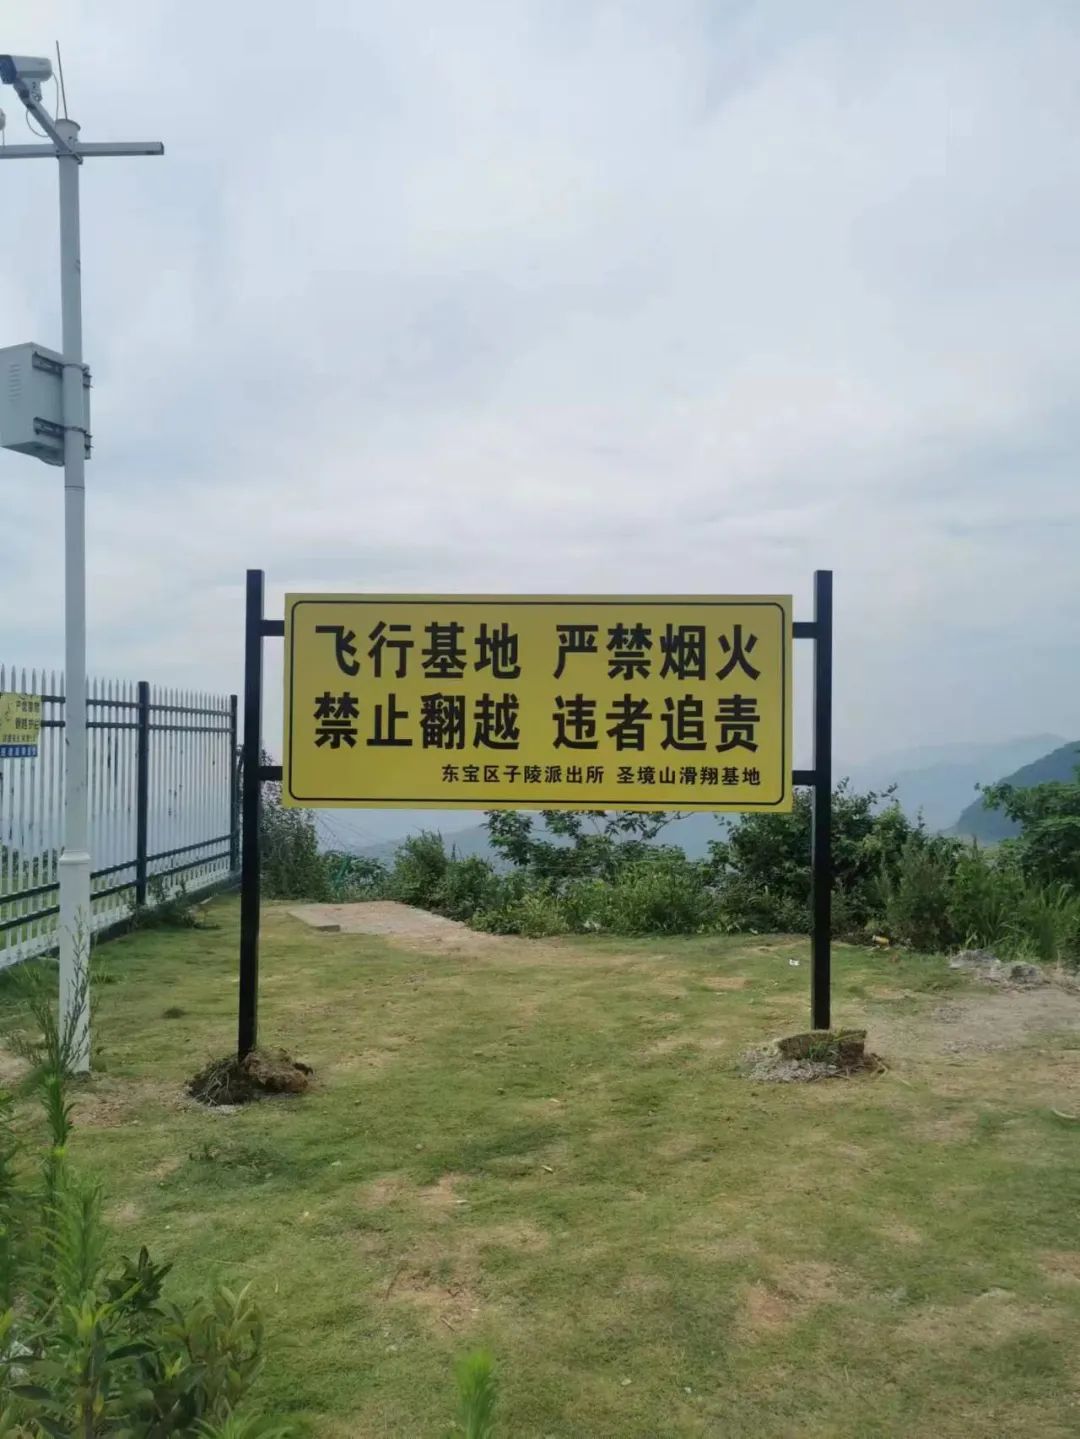 飞行基地 严禁烟火
禁止翻越 违者追责
东宝区子陵派出所 圣境山滑翔基地